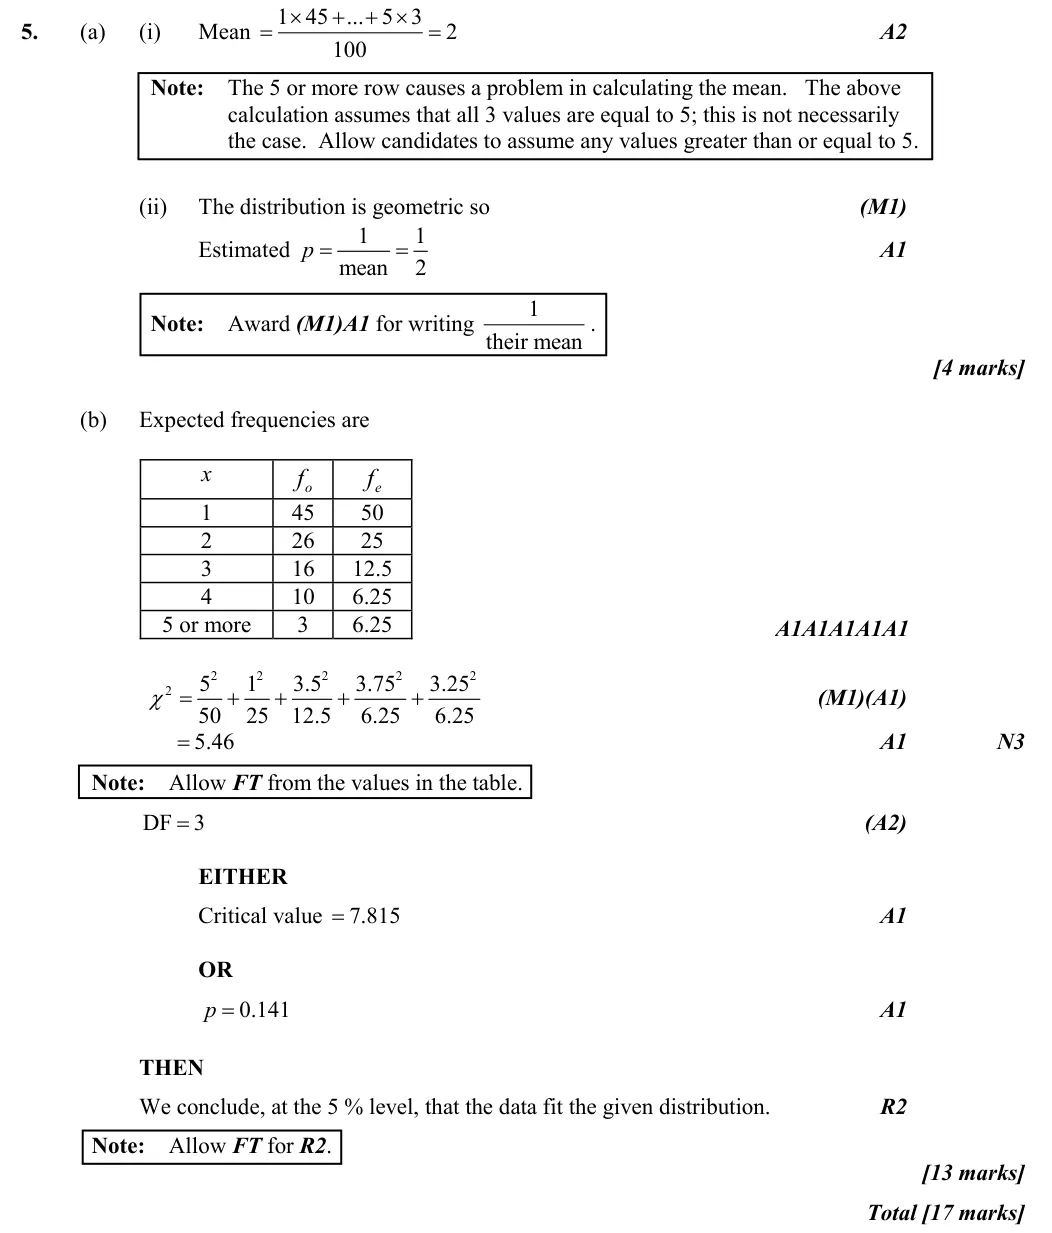 5. (a) (i) Mean = (1×45+...+5×3)/100 = 2 A2
Note: The 5 or more row causes a problem in calculating the mean. The above
calculation assumes that all 3 values are equal to 5; this is not necessarily
the case. Allow candidates to assume any values greater than or equal to 5.
(ii) The distribution is geometric so (M1)
Estimated p = 1/mean = 1/2 A1
Note: Award (M1)A1 for writing 1/their mean .
[4 marks]
(b) Expected frequencies are
x fₒ fₑ
1 45 50
2 26 25
3 16 12.5
4 10 6.25
5 or more 3 6.25 A1A1A1A1A1
χ² = 5²/50 + 1²/25 + 3.5²/12.5 + 3.75²/6.25 + 3.25²/6.25 (M1)(A1)
= 5.46 A1 N3
Note: Allow FT from the values in the table.
DF = 3 (A2)
EITHER
Critical value = 7.815 A1
OR
p = 0.141 A1
THEN
We conclude, at the 5 % level, that the data fit the given distribution. R2
Note: Allow FT for R2.
[13 marks]
Total [17 marks]